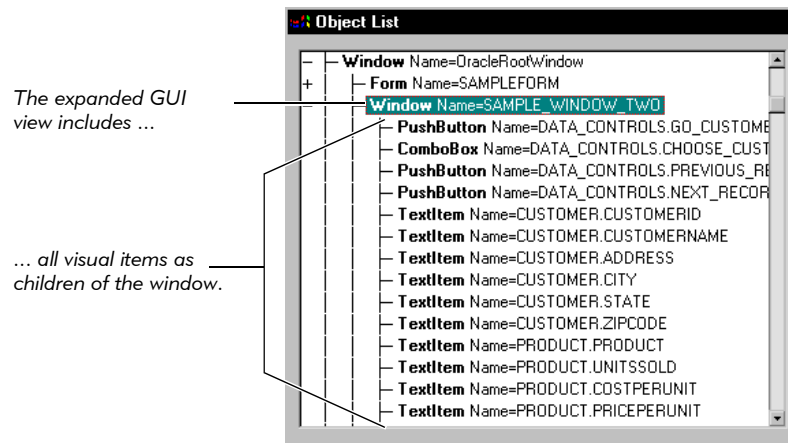 Object List
Window Name=OracleRootWindow
Form Name=SAMPLEFORM
Window Name=SAMPLE_WINDOW_TWO
PushButton Name=DATA_CONTROLS.GO_CUSTOME
ComboBox Name=DATA_CONTROLS.CHOOSE_CUST
PushButton Name=DATA_CONTROLS.PREVIOUS_RE
PushButton Name=DATA_CONTROLS.NEXT_RECOR
TextItem Name=CUSTOMER.CUSTOMERID
TextItem Name=CUSTOMER.CUSTOMERNAME
TextItem Name=CUSTOMER.ADDRESS
TextItem Name=CUSTOMER.CITY
TextItem Name=CUSTOMER.STATE
TextItem Name=CUSTOMER.ZIPCODE
TextItem Name=PRODUCT.PRODUCT
TextItem Name=PRODUCT.UNITSSOLD
TextItem Name=PRODUCT.COSTPERUNIT
TextItem Name=PRODUCT.PRICEPERUNIT
The expanded GUI
view includes ...
... all visual items as
children of the window.